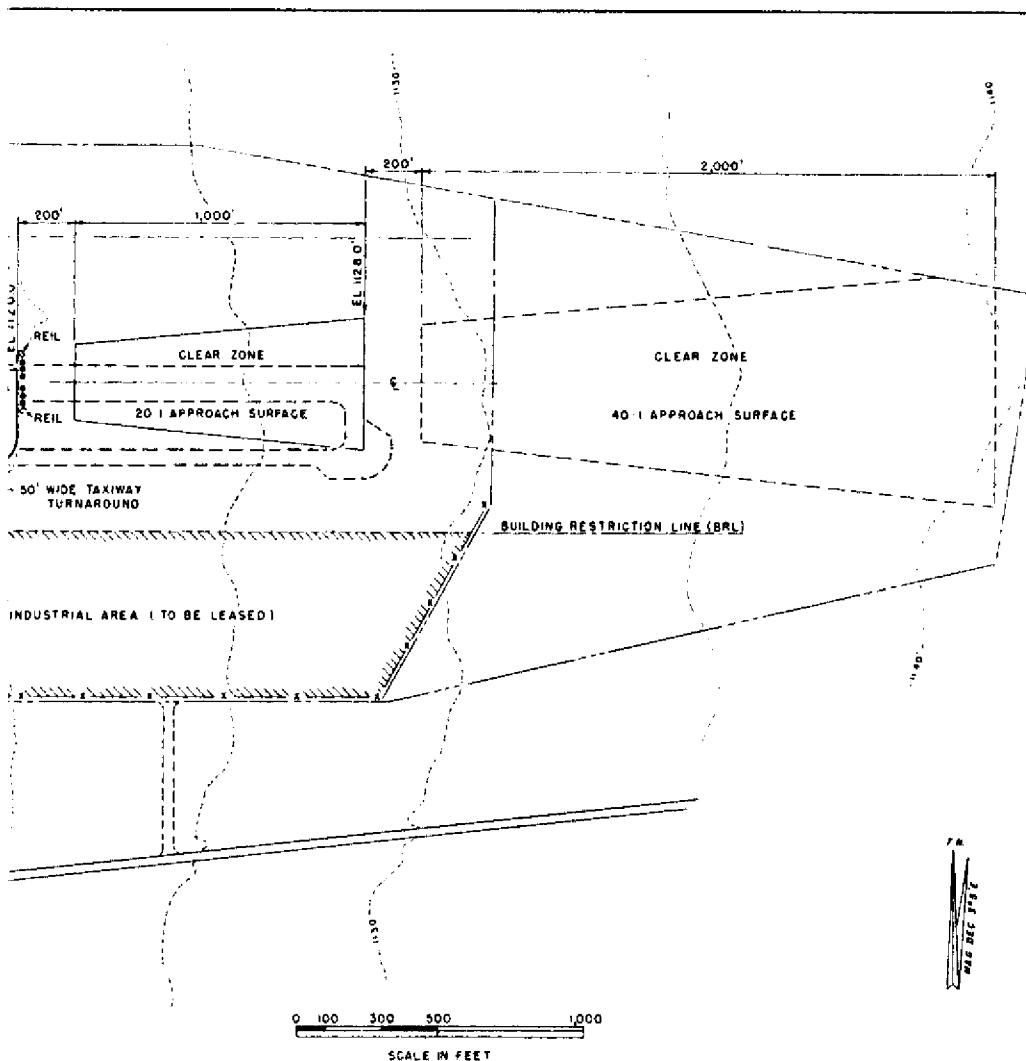 1130
1140
200'
2,000'
200'
1,000'
EL 1128.0'
REIL
CLEAR ZONE
CLEAR ZONE
℄
20:1 APPROACH SURFACE
40:1 APPROACH SURFACE
REIL
50' WIDE TAXIWAY
TURNAROUND
BUILDING RESTRICTION LINE (BRL)
INDUSTRIAL AREA (TO BE LEASED)
1140'
T.N.
1130
0 100 300 500 1,000
SCALE IN FEET